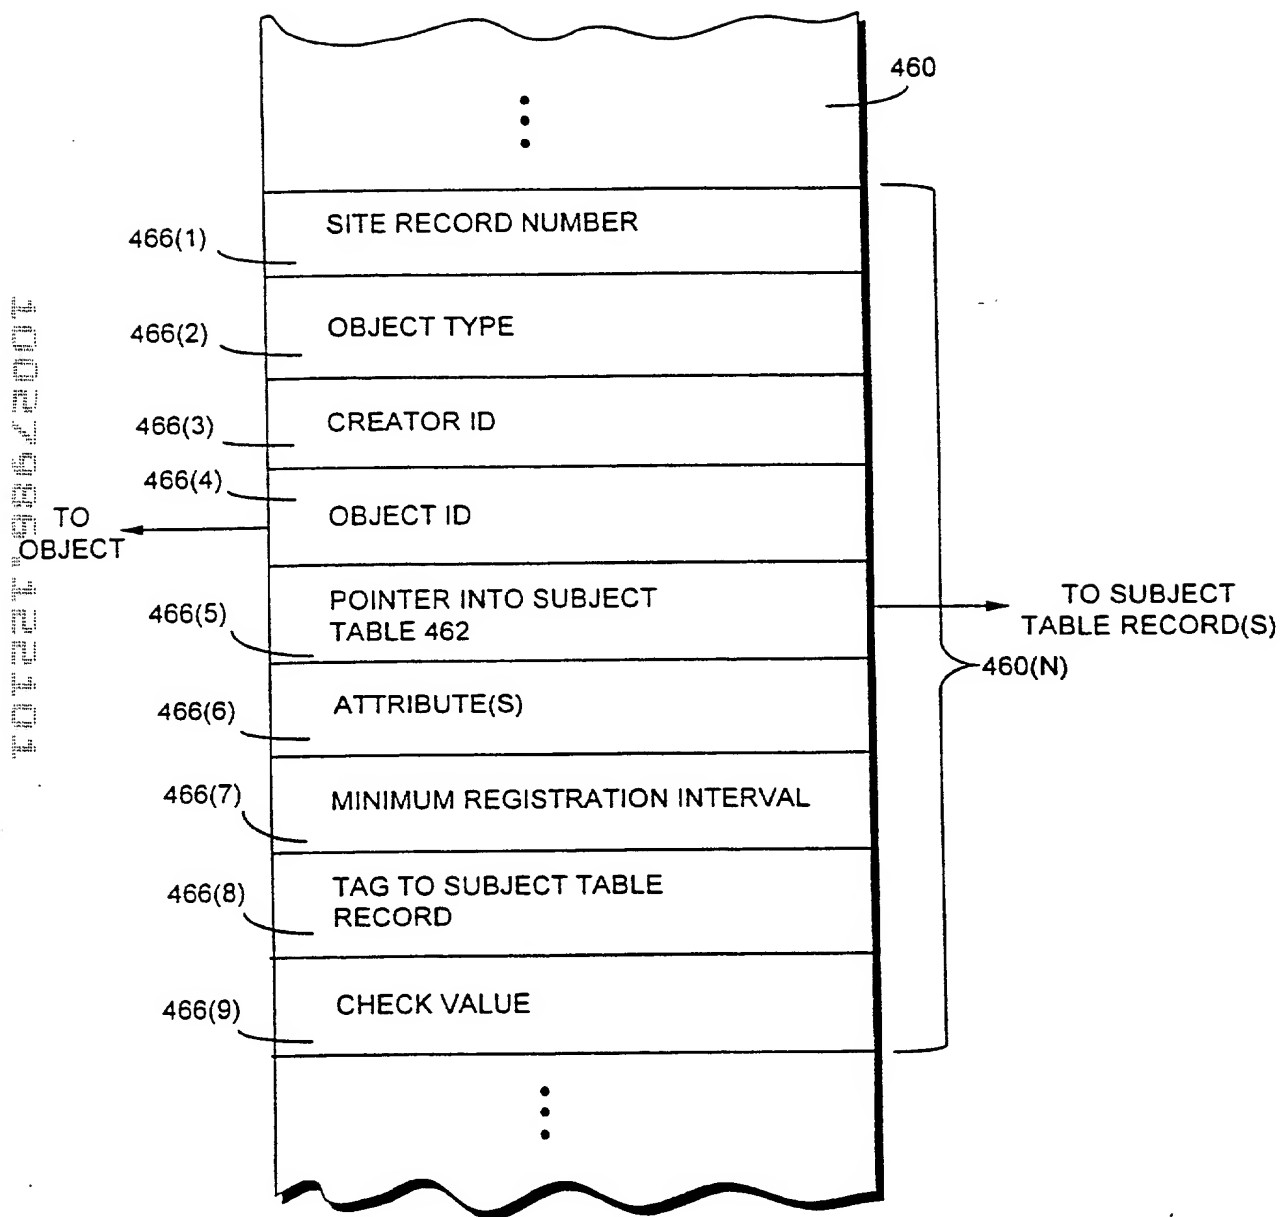 460
SITE RECORD NUMBER
466(1)
OBJECT TYPE
466(2)
CREATOR ID
466(3)
466(4)
OBJECT ID
TO
OBJECT
POINTER INTO SUBJECT
TABLE 462
466(5)
TO SUBJECT
TABLE RECORD(S)
460(N)
ATTRIBUTE(S)
466(6)
MINIMUM REGISTRATION INTERVAL
466(7)
TAG TO SUBJECT TABLE
RECORD
466(8)
CHECK VALUE
466(9)
10027986.122101